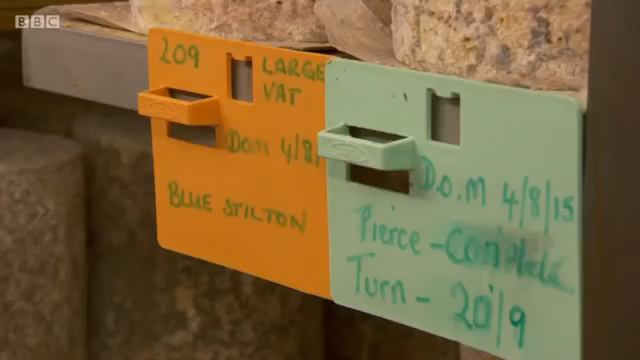 BBC
209
LARGE
VAT
D.o.m 4/8/
BLUE STILTON
D.o.M 4/8/15
Pierce - Complete
Turn - 20/9